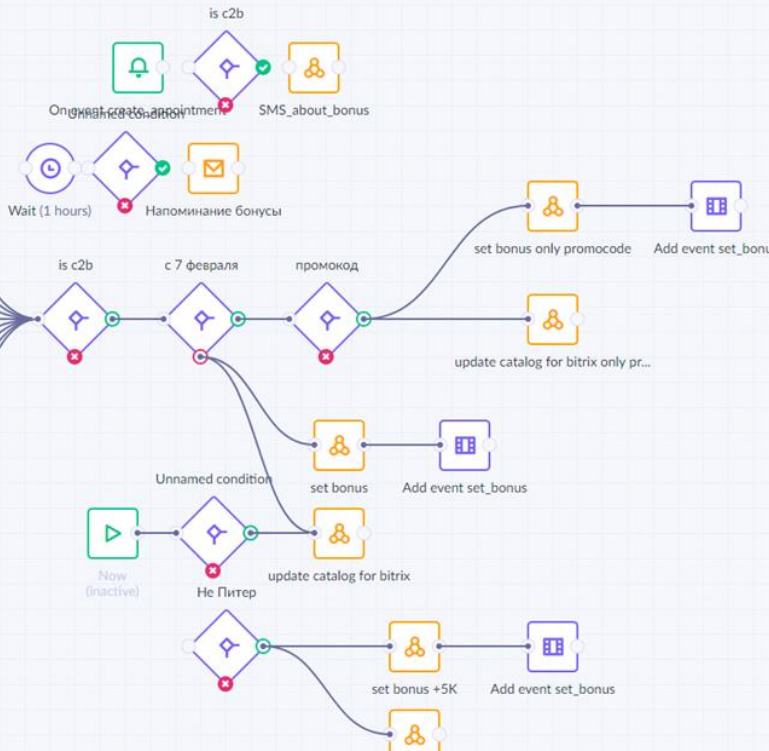 is c2b
On event create_appointment
SMS_about_bonus
Unnamed condition
Wait (1 hours)
Напоминание бонусы
set bonus only promocode
Add event set_bonu
is c2b
с 7 февраля
промокод
update catalog for bitrix only pr...
Unnamed condition
set bonus
Add event set_bonus
Now
(inactive)
update catalog for bitrix
Не Питер
set bonus +5K
Add event set_bonus